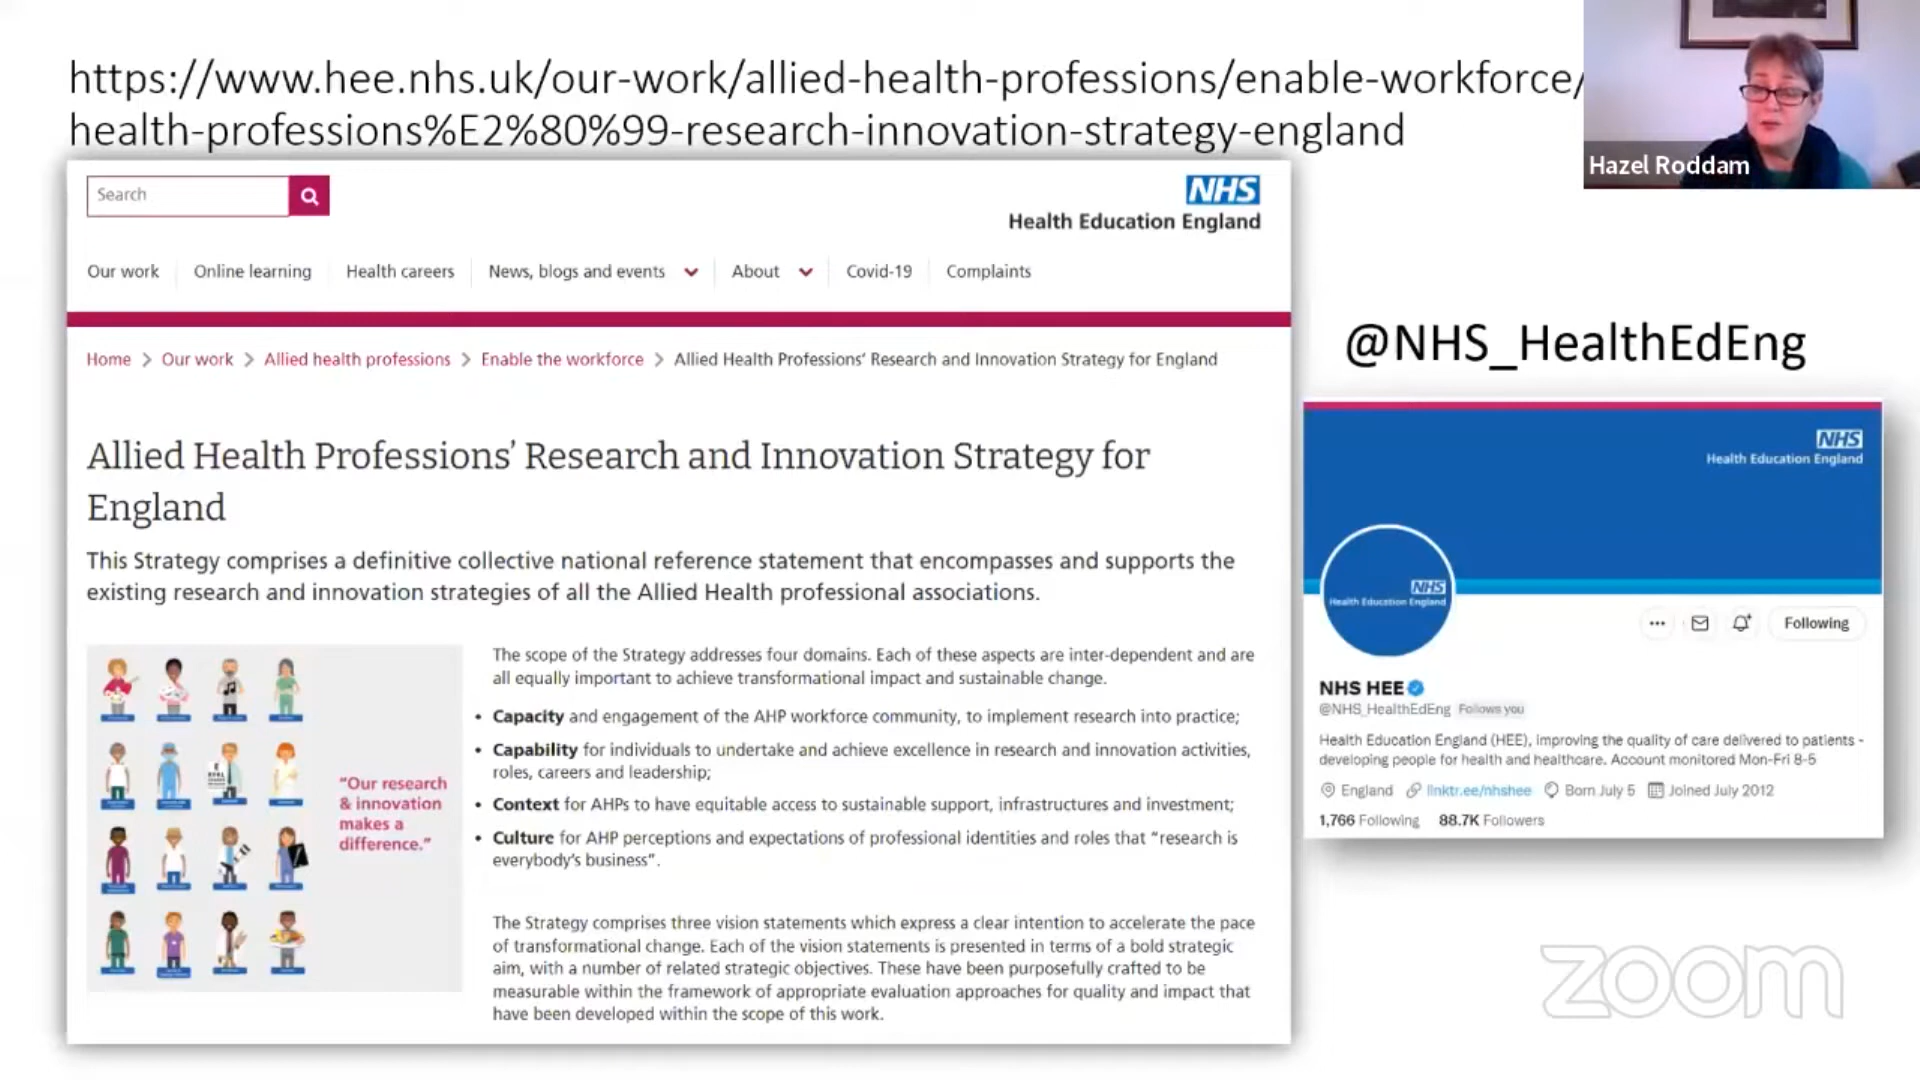 https://www.hee.nhs.uk/our-work/allied-health-professions/enable-workforce/
health-professions%E2%80%99-research-innovation-strategy-england
Hazel Roddam
Search
NHS
Health Education England
Our work
Online learning
Health careers
News, blogs and events
About
Covid-19
Complaints
Home > Our work > Allied health professions > Enable the workforce > Allied Health Professions’ Research and Innovation Strategy for England
Allied Health Professions’ Research and Innovation Strategy for
England
This Strategy comprises a definitive collective national reference statement that encompasses and supports the
existing research and innovation strategies of all the Allied Health professional associations.
“Our research
& innovation
makes a
difference.”
The scope of the Strategy addresses four domains. Each of these aspects are inter-dependent and are
all equally important to achieve transformational impact and sustainable change.
• Capacity and engagement of the AHP workforce community, to implement research into practice;
• Capability for individuals to undertake and achieve excellence in research and innovation activities,
roles, careers and leadership;
• Context for AHPs to have equitable access to sustainable support, infrastructures and investment;
• Culture for AHP perceptions and expectations of professional identities and roles that “research is
everybody’s business”.
The Strategy comprises three vision statements which express a clear intention to accelerate the pace
of transformational change. Each of the vision statements is presented in terms of a bold strategic
aim, with a number of related strategic objectives. These have been purposefully crafted to be
measurable within the framework of appropriate evaluation approaches for quality and impact that
have been developed within the scope of this work.
@NHS_HealthEdEng
NHS
Health Education England
NHS
Health Education England
Following
NHS HEE
@NHS_HealthEdEng Follows you
Health Education England (HEE), improving the quality of care delivered to patients -
developing people for health and healthcare. Account monitored Mon-Fri 8-5
England linktr.ee/nhshee Born July 5 Joined July 2012
1,766 Following 88.7K Followers
zoom